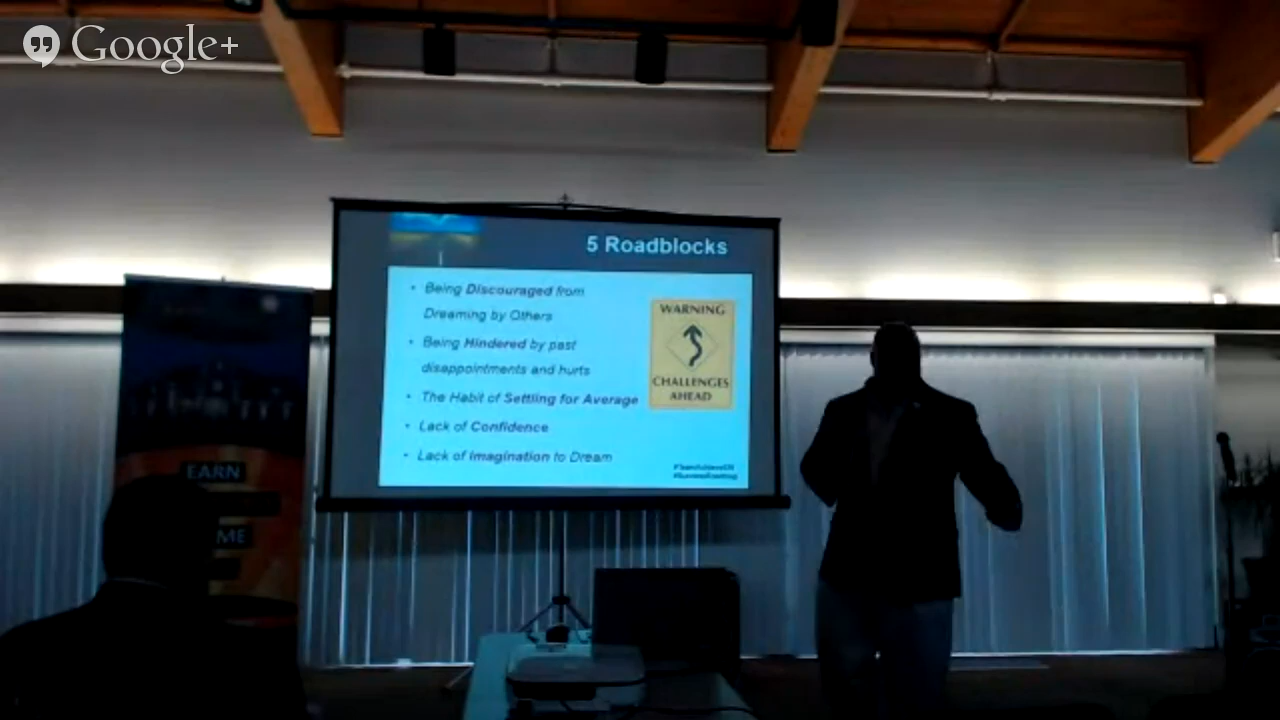 Google+
5 Roadblocks
• Being Discouraged from
Dreaming by Others
• Being Hindered by past
disappointments and hurts
• The Habit of Settling for Average
• Lack of Confidence
• Lack of Imagination to Dream
WARNING
CHALLENGES
AHEAD
EARN
ME